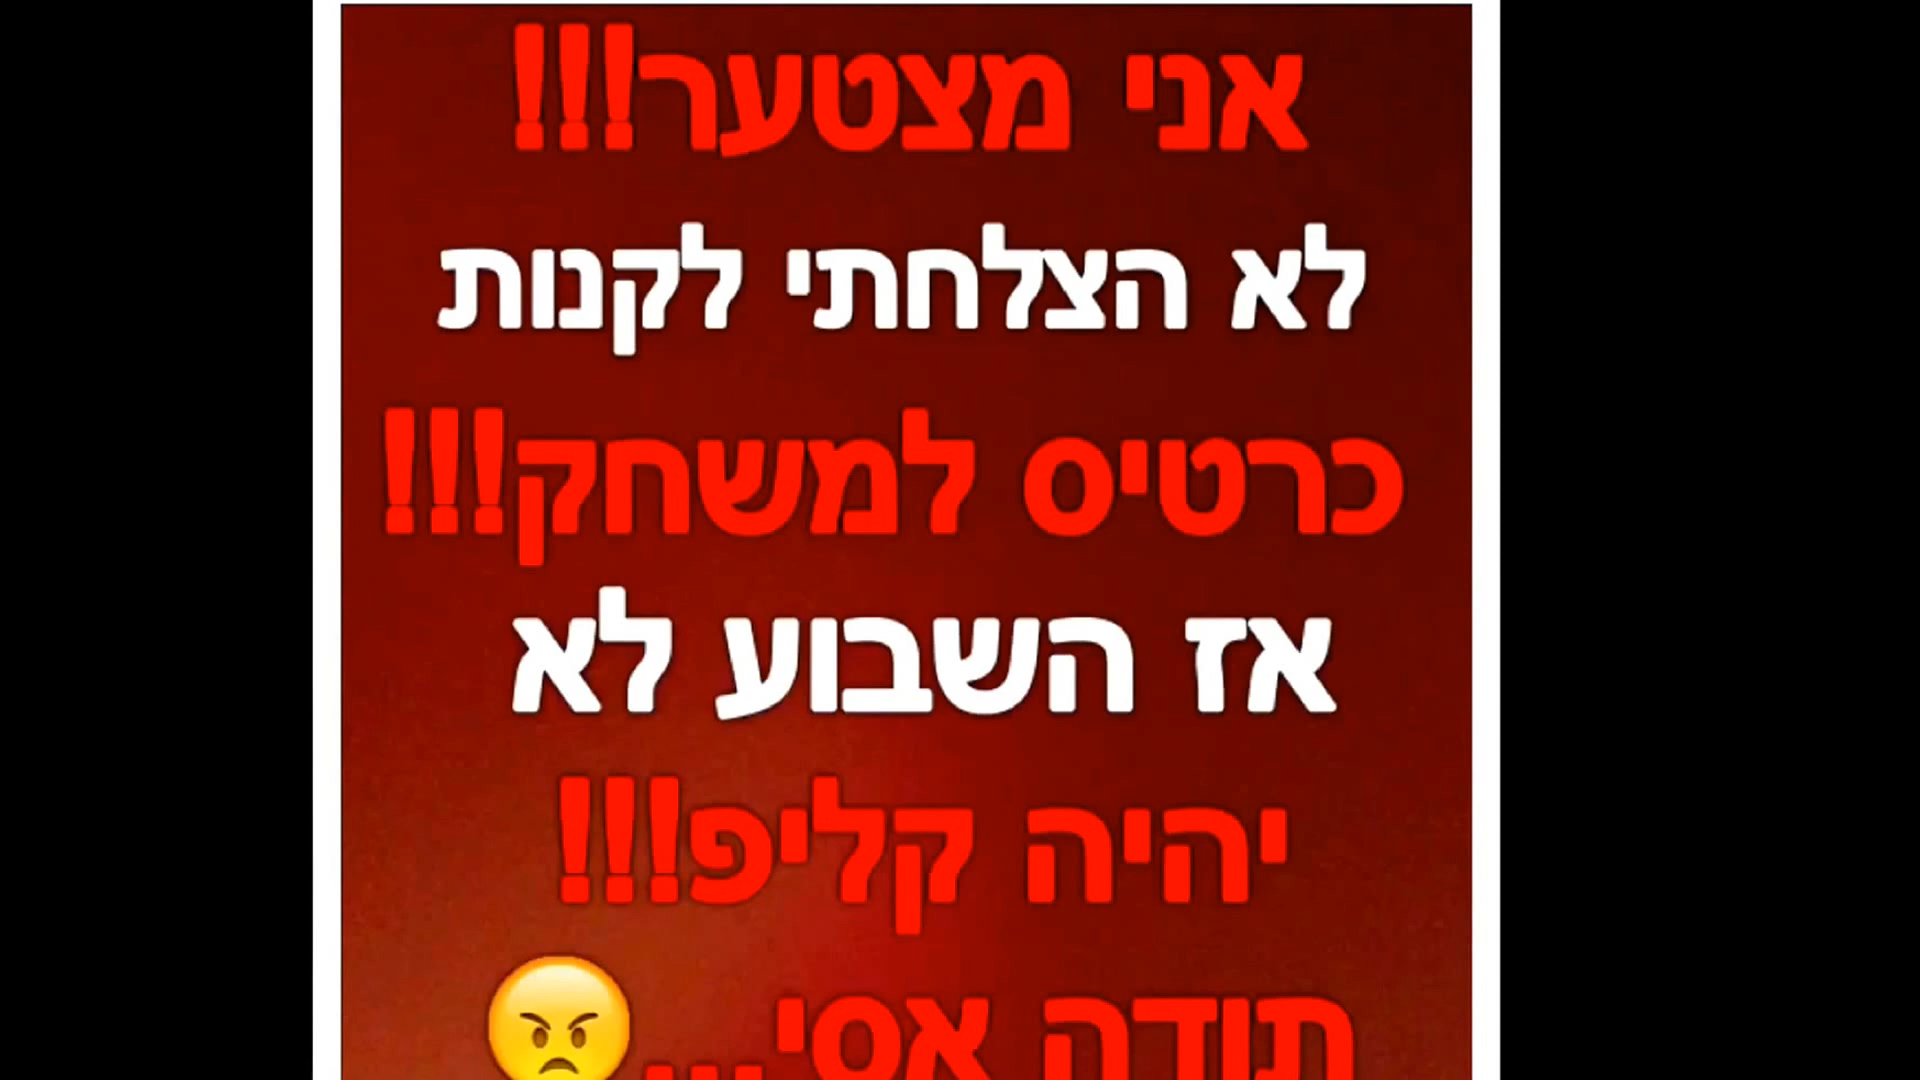 אני מצטער!!!
לא הצלחתי לקנות
כרטיס למשחק!!!
אז השבוע לא
יהיה קליפ!!!
תודה אסי...😠